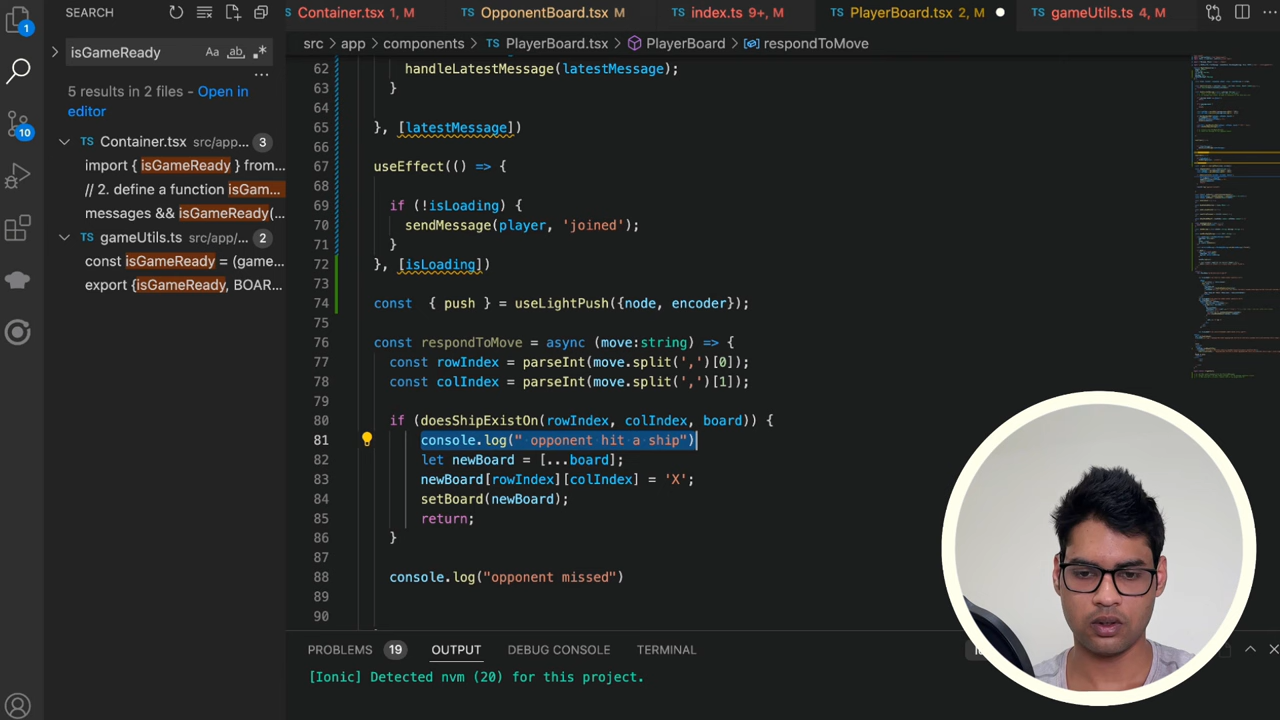 SEARCH
Container.tsx 1, M
OpponentBoard.tsx M
index.ts 9+, M
PlayerBoard.tsx 2, M
gameUtils.ts 4, M
src > app > components > TS PlayerBoard.tsx > PlayerBoard > respondToMove
1
isGameReady
Aa ab
5 results in 2 files - Open in
editor
10
TS Container.tsx src/app... 3
import { isGameReady } from...
// 2. define a function isGam...
messages && isGameReady(...
TS gameUtils.ts src/app/... 2
const isGameReady = (game...
export {isGameReady, BOAR...
62 handleLatestMessage(latestMessage);
63 }
64
65 }, [latestMessage])
66
67 useEffect(() => {
68
69 if (!isLoading) {
70 sendMessage(player, 'joined');
71 }
72 }, [isLoading])
73
74 const { push } = useLightPush({node, encoder});
75
76 const respondToMove = async (move:string) => {
77 const rowIndex = parseInt(move.split(',')[0]);
78 const colIndex = parseInt(move.split(',')[1]);
79
80 if (doesShipExistOn(rowIndex, colIndex, board)) {
81 console.log(" opponent hit a ship")
82 let newBoard = [...board];
83 newBoard[rowIndex][colIndex] = 'X';
84 setBoard(newBoard);
85 return;
86 }
87
88 console.log("opponent missed")
89
90
PROBLEMS 19 OUTPUT DEBUG CONSOLE TERMINAL
[Ionic] Detected nvm (20) for this project.